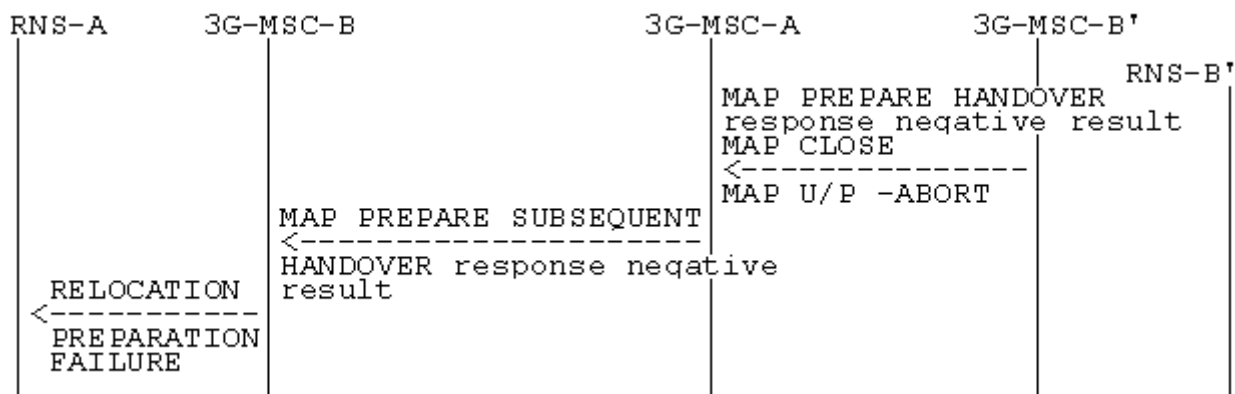 RNS-A 3G-MSC-B 3G-MSC-A 3G-MSC-B'
RNS-B'
MAP PREPARE HANDOVER
response negative result
MAP CLOSE
MAP U/P -ABORT
MAP PREPARE SUBSEQUENT
HANDOVER response negative
result
RELOCATION
PREPARATION
FAILURE